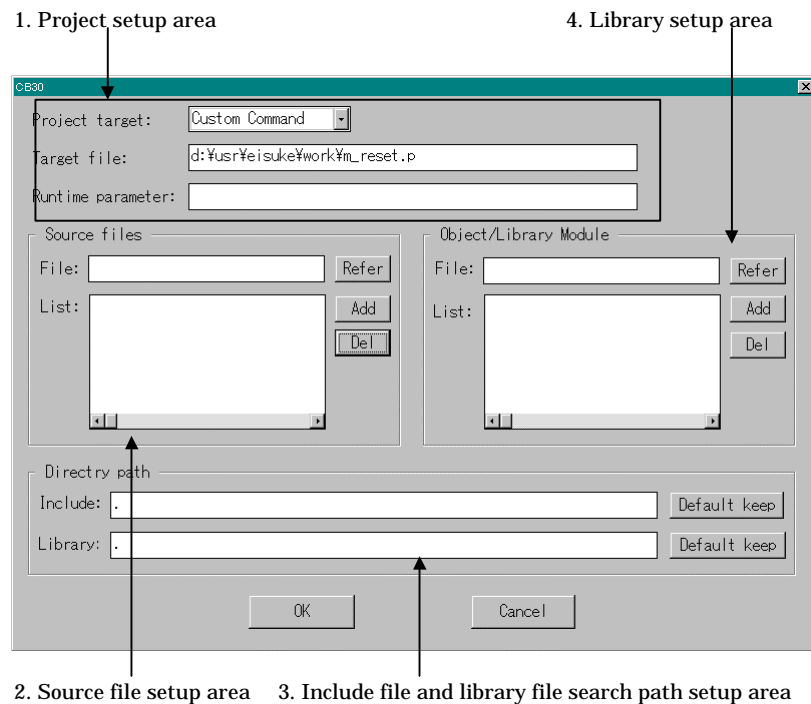 1. Project setup area
4. Library setup area
CB30
Project target:
Custom Command
Target file:
d:¥usr¥eisuke¥work¥m_reset.p
Runtime parameter:
Source files
File:
Refer
List:
Add
Del
Object/Library Module
File:
Refer
List:
Add
Del
Directry path
Include:
.
Default keep
Library:
.
Default keep
OK
Cancel
2. Source file setup area
3. Include file and library file search path setup area